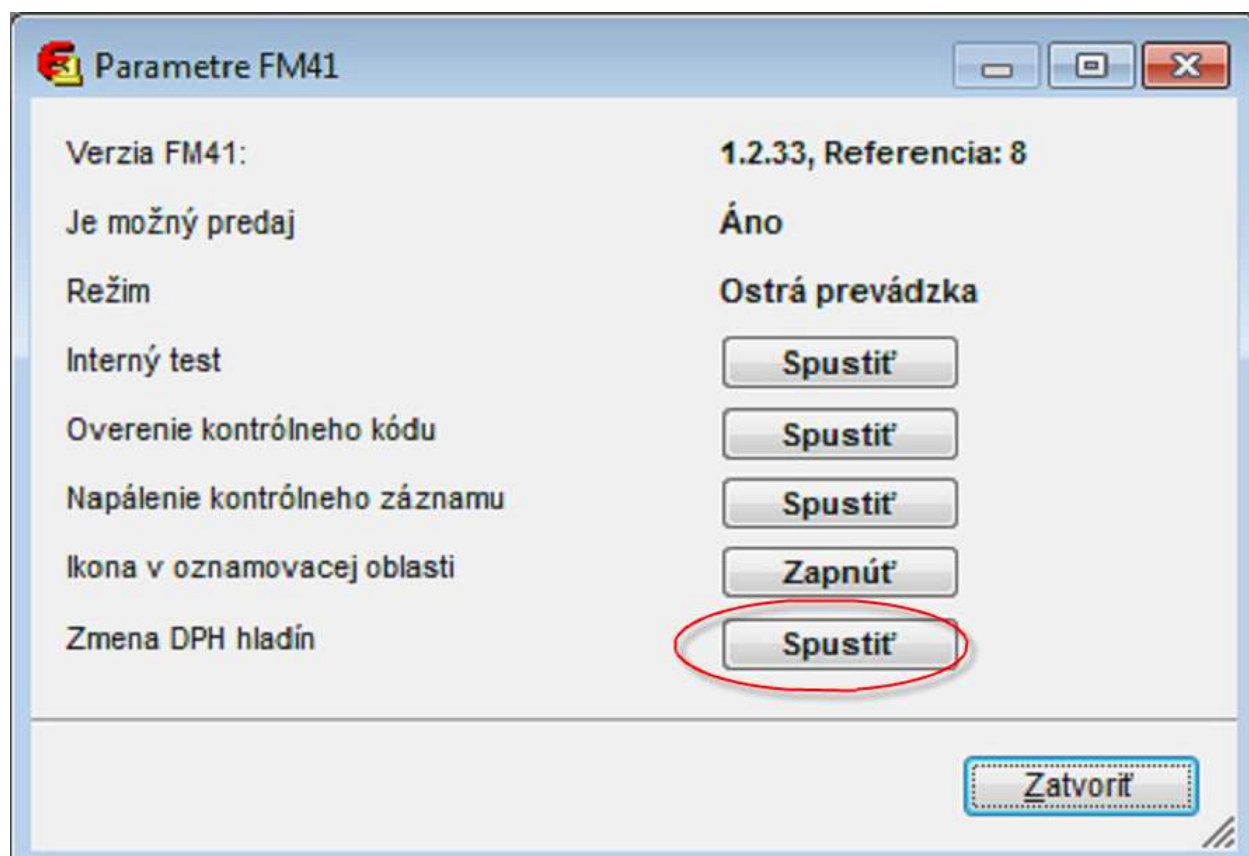 Parametre FM41
Verzia FM41: 1.2.33, Referencia: 8
Je možný predaj Áno
Režim Ostrá prevádzka
Interný test Spustiť
Overenie kontrólneho kódu Spustiť
Napálenie kontrólneho záznamu Spustiť
Ikona v oznamovacej oblasti Zapnúť
Zmena DPH hladín Spustiť
Zatvoriť